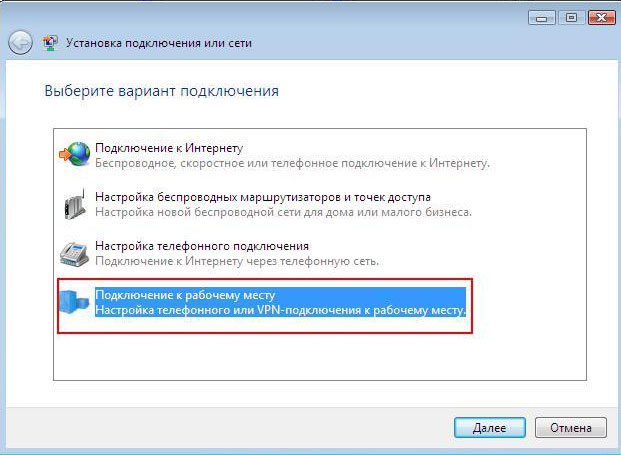 Установка подключения или сети
Выберите вариант подключения
Подключение к Интернету
Беспроводное, скоростное или телефонное подключение к Интернету.
Настройка беспроводных маршрутизаторов и точек доступа
Настройка новой беспроводной сети для дома или малого бизнеса.
Настройка телефонного подключения
Подключение к Интернету через телефонную сеть.
Подключение к рабочему месту
Настройка телефонного или VPN-подключения к рабочему месту.
Далее
Отмена